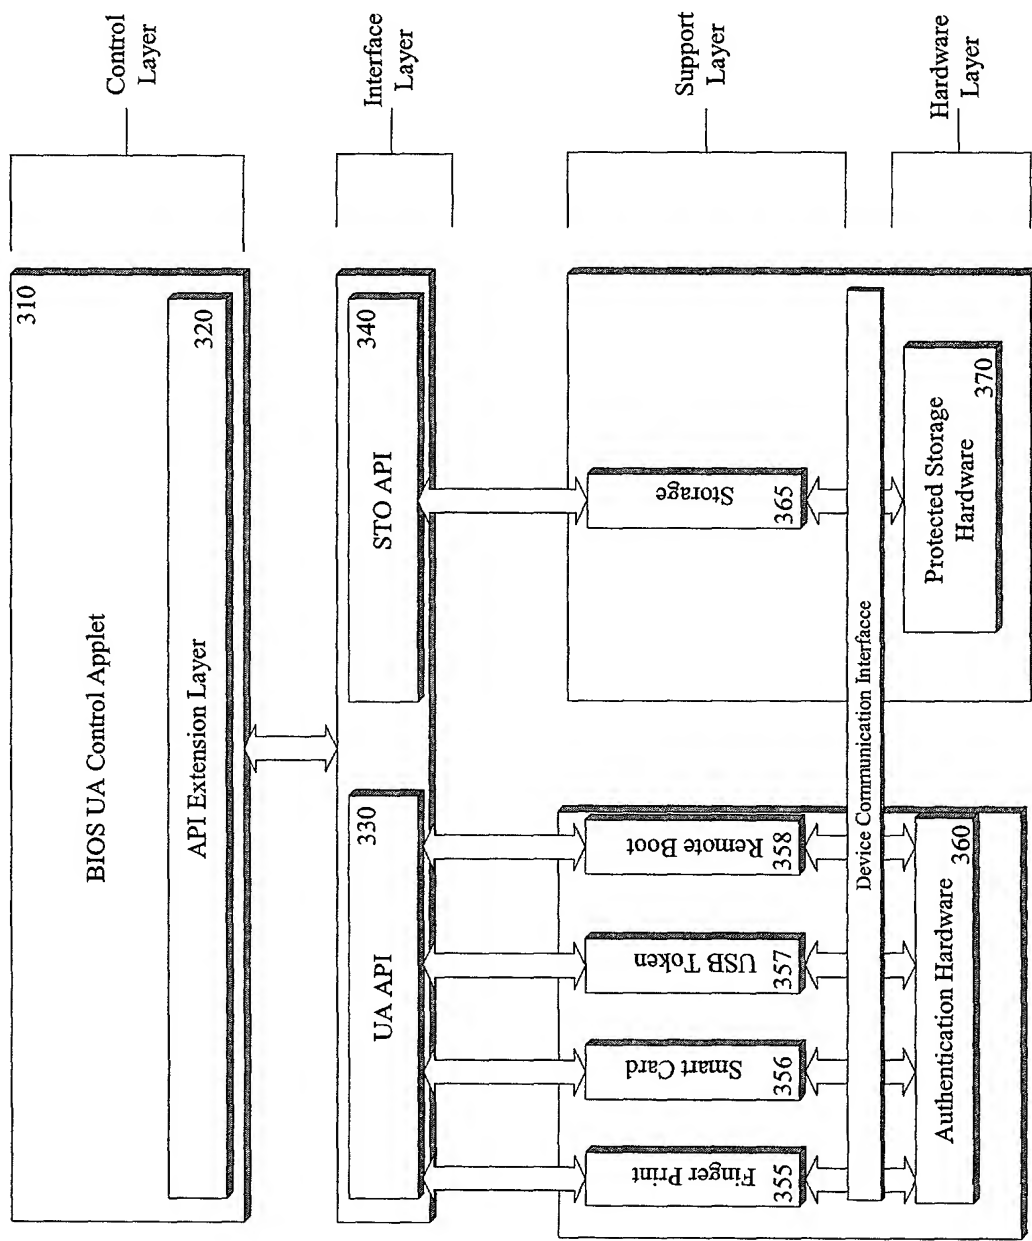 BIOS UA Control Applet
310
API Extension Layer
320
Control
Layer
UA API
330
STO API
340
Interface
Layer
Finger Print
355
Smart Card
356
USB Token
357
Remote Boot
358
Storage
365
Support
Layer
Device Communication Interfacce
Authentication Hardware
360
Protected Storage
Hardware
370
Hardware
Layer